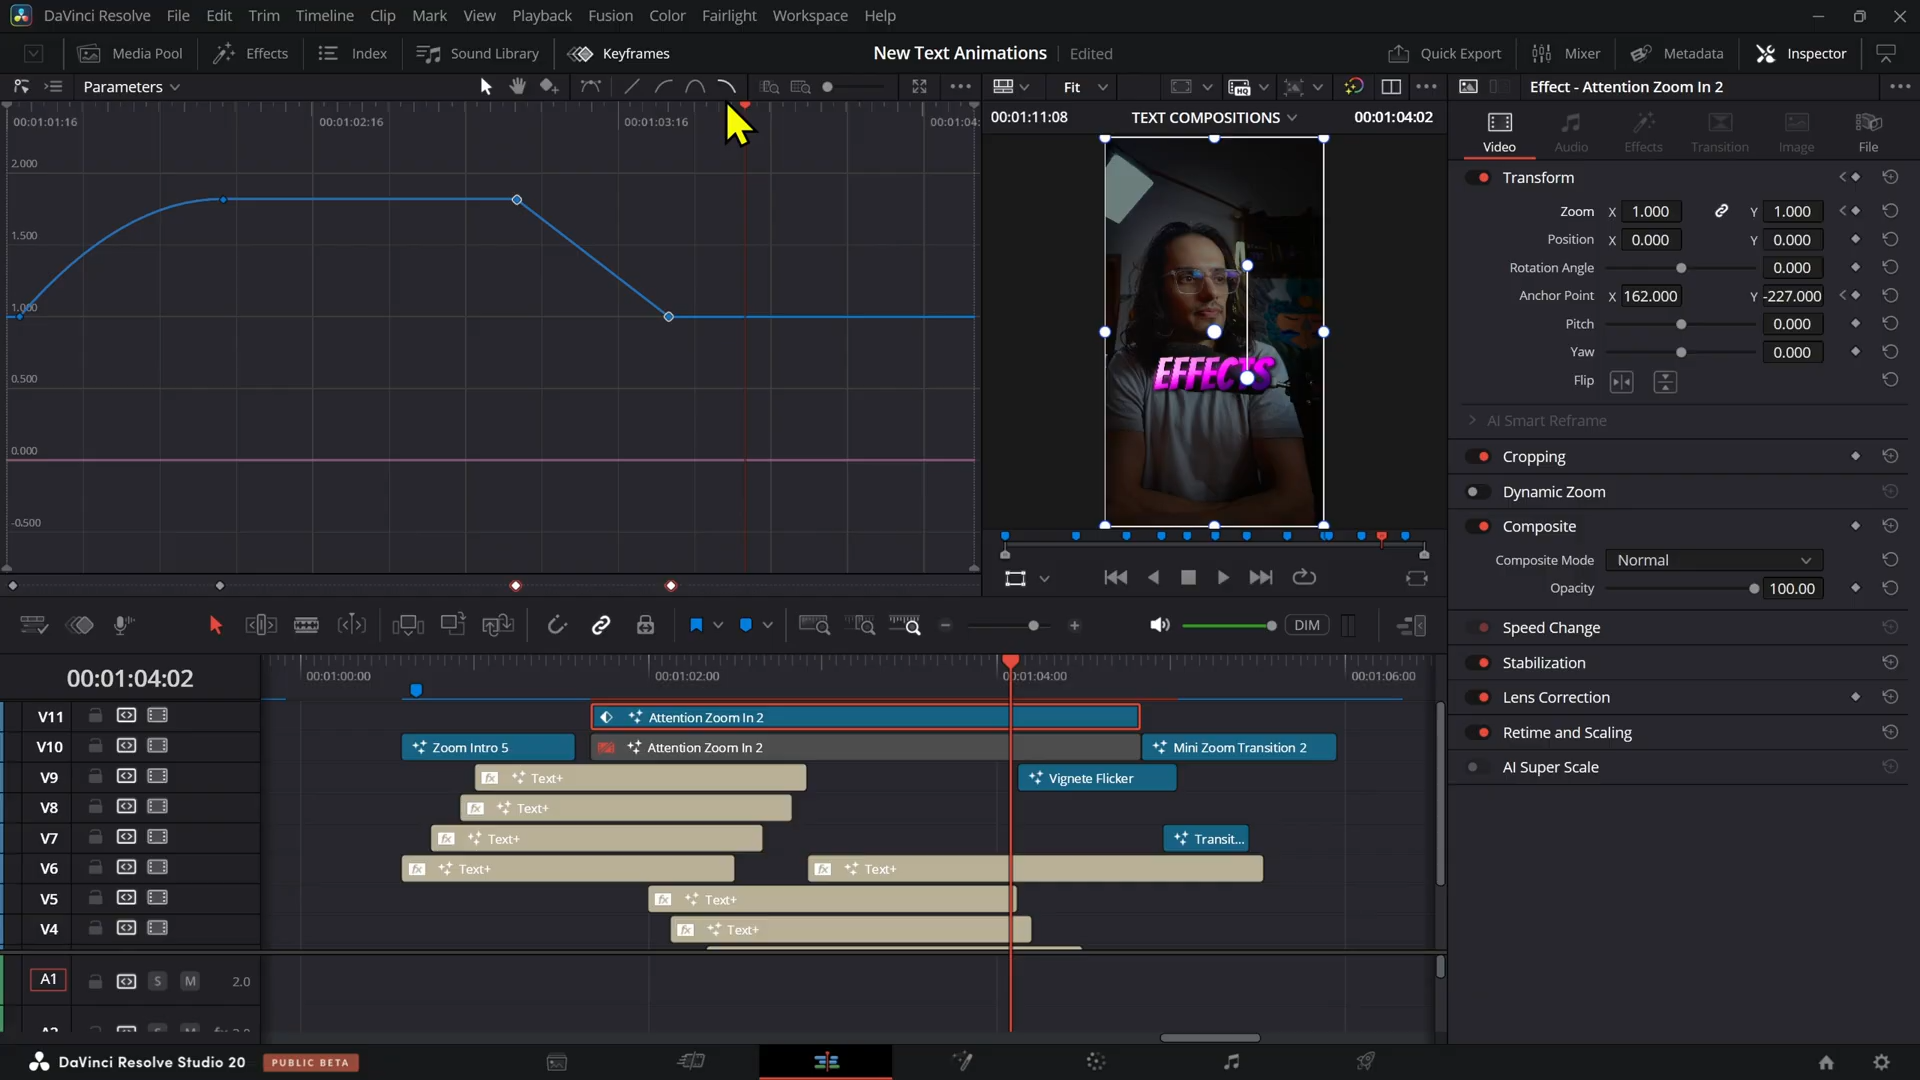 DaVinci Resolve File Edit Trim Timeline Clip Mark View Playback Fusion Color Fairlight Workspace Help
Media Pool Effects Index Sound Library Keyframes New Text Animations Edited Quick Export Mixer Metadata Inspector
Parameters Fit Effect - Attention Zoom In 2
00:01:01:16 00:01:02:16 00:01:03:16 00:01:04:
00:01:11:08 TEXT COMPOSITIONS 00:01:04:02
Video Audio Effects Transition Image File
2.000
1.500
1.000
0.500
0.000
-0.500
EFFECTS
Transform
Zoom X 1.000 Y 1.000
Position X 0.000 Y 0.000
Rotation Angle 0.000
Anchor Point X 162.000 Y -227.000
Pitch 0.000
Yaw 0.000
Flip
AI Smart Reframe
Cropping
Dynamic Zoom
Composite
Composite Mode Normal
Opacity 100.00
Speed Change
Stabilization
Lens Correction
Retime and Scaling
AI Super Scale
DIM
00:01:04:02
00:01:00:00 00:01:02:00 00:01:04:00 00:01:06:00
V11 Attention Zoom In 2
V10 Zoom Intro 5 Attention Zoom In 2 Mini Zoom Transition 2
V9 fx Text+ Vignete Flicker
V8 fx Text+
V7 fx Text+ Transit...
V6 fx Text+ fx Text+
V5 fx Text+
V4 fx Text+
A1 S M 2.0
DaVinci Resolve Studio 20 PUBLIC BETA